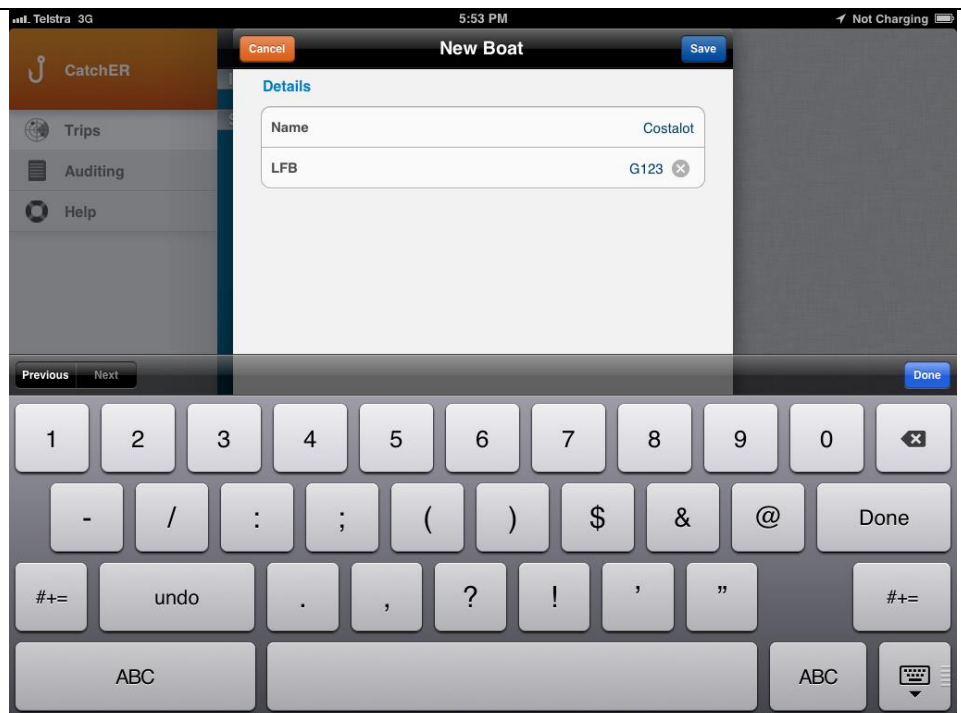 Telstra 3G 5:53 PM Not Charging
Cancel New Boat Save
CatchER
Details
Name Costalot
Trips
LFB G123
Auditing
Help
Previous Next Done
1 2 3 4 5 6 7 8 9 0
- / : ; ( ) $ & @ Done
#+= undo . , ? ! ' " #+=
ABC ABC